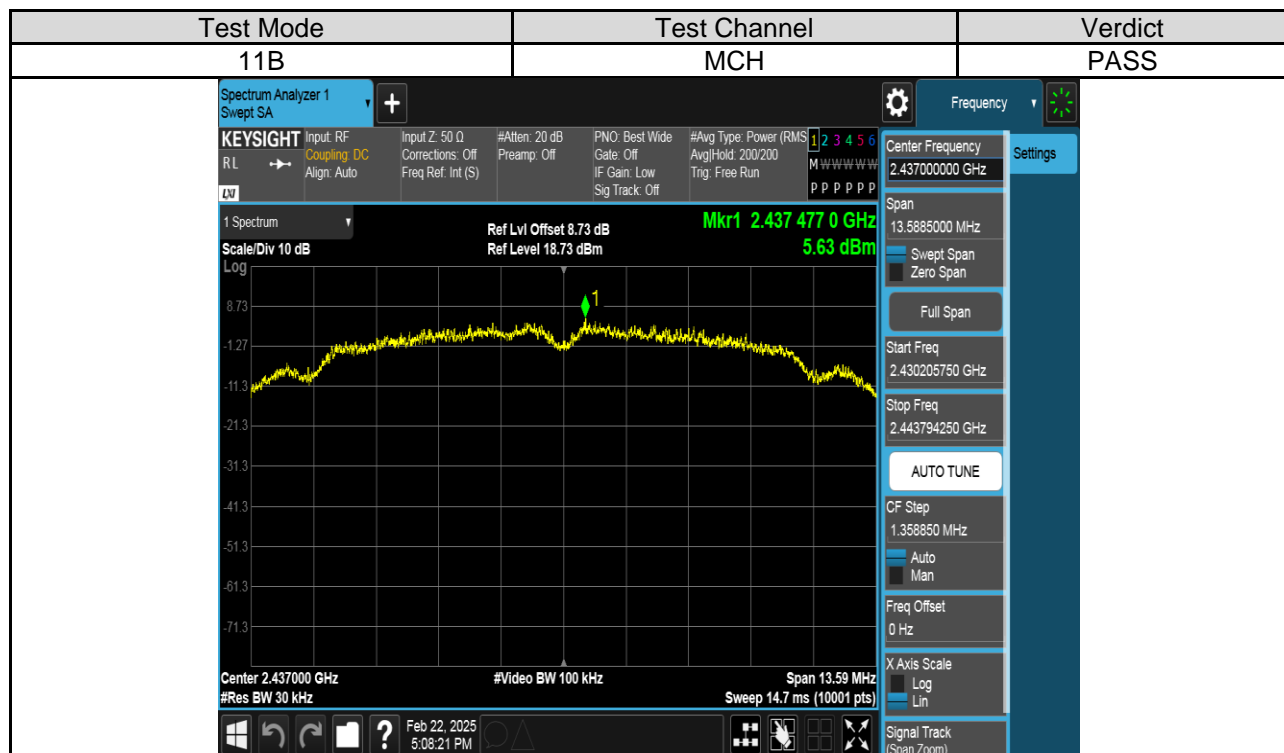 Test Mode Test Channel Verdict
11B MCH PASS
Spectrum Analyzer 1
Swept SA
+
Frequency
KEYSIGHT
RL
LXI
Input: RF
Coupling: DC
Align: Auto
Input Z: 50 Ω
Corrections: Off
Freq Ref: Int (S)
#Atten: 20 dB
Preamp: Off
PNO: Best Wide
Gate: Off
IF Gain: Low
Sig Track: Off
#Avg Type: Power (RMS
Avg|Hold: 200/200
Trig: Free Run
1 2 3 4 5 6
M W W W W W
P P P P P P
1 Spectrum
Scale/Div 10 dB
Log
Ref Lvl Offset 8.73 dB
Ref Level 18.73 dBm
Mkr1 2.437 477 0 GHz
5.63 dBm
1
8.73
-1.27
-11.3
-21.3
-31.3
-41.3
-51.3
-61.3
-71.3
Center 2.437000 GHz
#Res BW 30 kHz
#Video BW 100 kHz
Span 13.59 MHz
Sweep 14.7 ms (10001 pts)
?
Feb 22, 2025
5:08:21 PM
Center Frequency
2.437000000 GHz
Settings
Span
13.5885000 MHz
Swept Span
Zero Span
Full Span
Start Freq
2.430205750 GHz
Stop Freq
2.443794250 GHz
AUTO TUNE
CF Step
1.358850 MHz
Auto
Man
Freq Offset
0 Hz
X Axis Scale
Log
Lin
Signal Track
(Span Zoom)